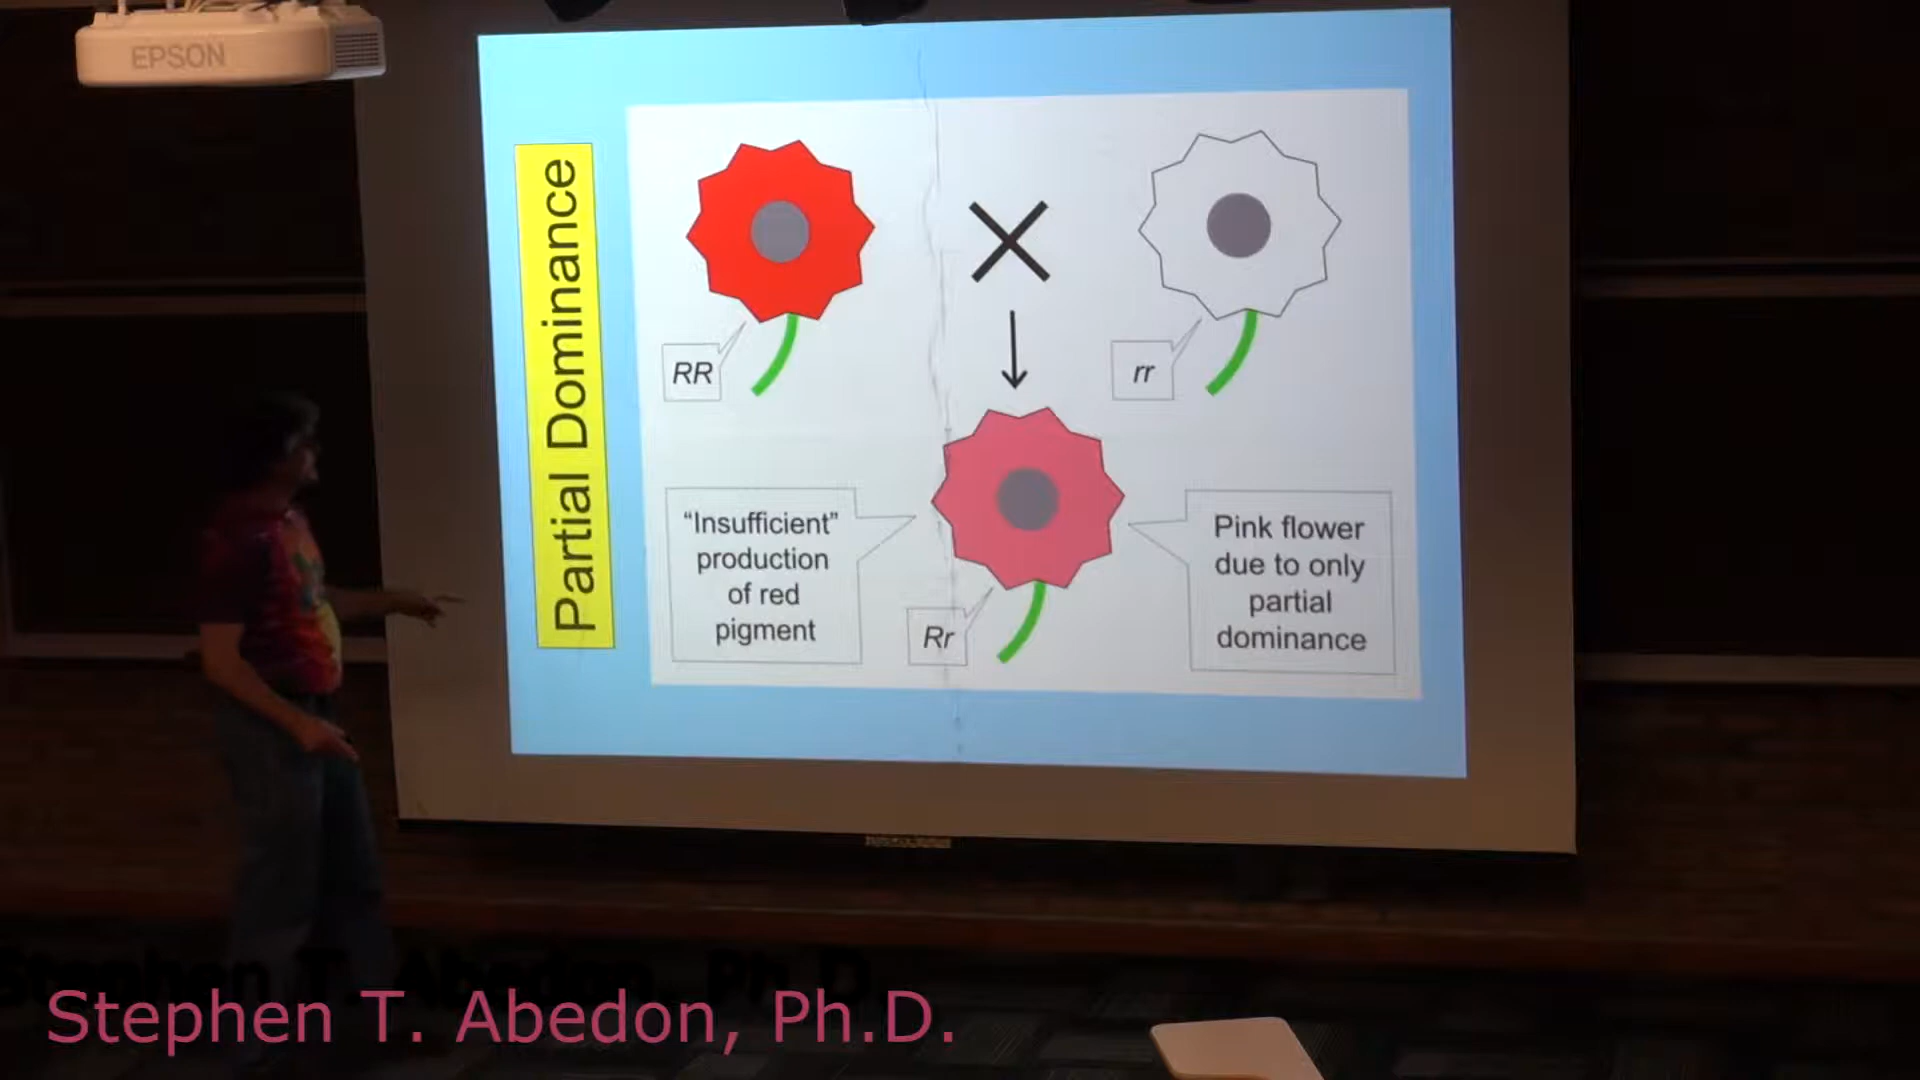 EPSON
Partial Dominance
RR
rr
“Insufficient”
production
of red
pigment
Rr
Pink flower
due to only
partial
dominance
Stephen T. Abedon, Ph.D.